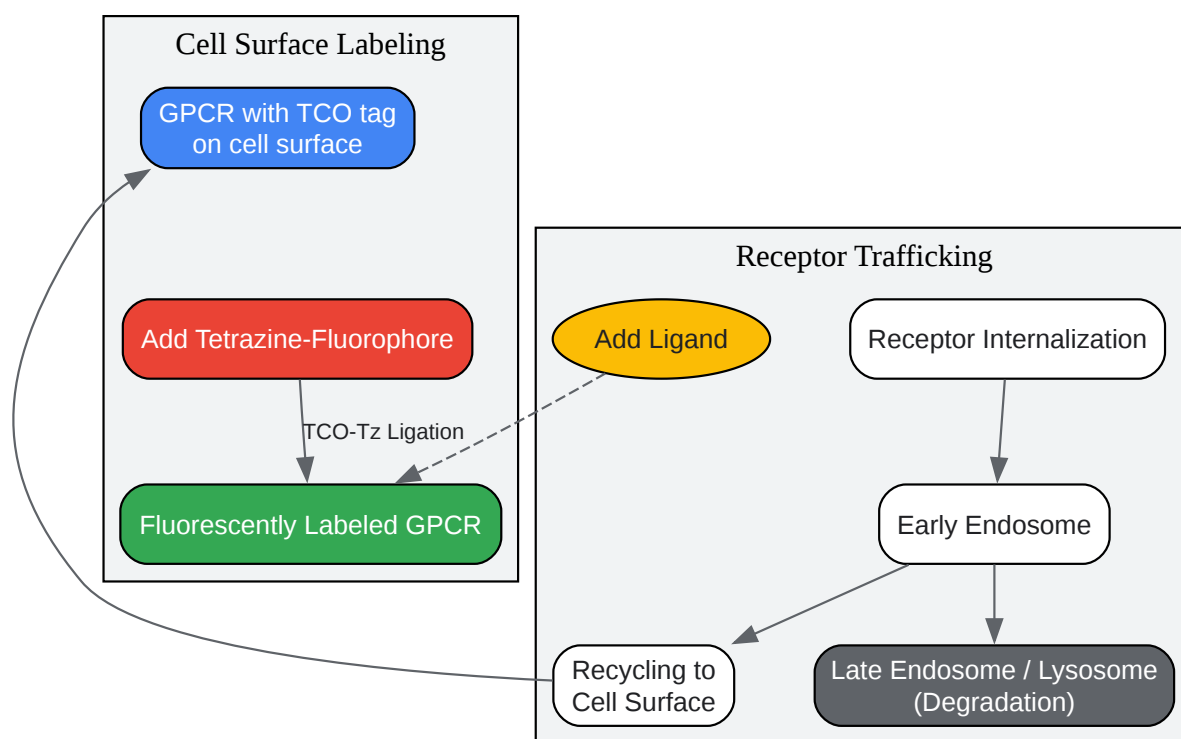 Cell Surface Labeling
GPCR with TCO tag
on cell surface
Add Tetrazine-Fluorophore
TCO-Tz Ligation
Fluorescently Labeled GPCR
Receptor Trafficking
Add Ligand
Receptor Internalization
Early Endosome
Recycling to
Cell Surface
Late Endosome / Lysosome
(Degradation)